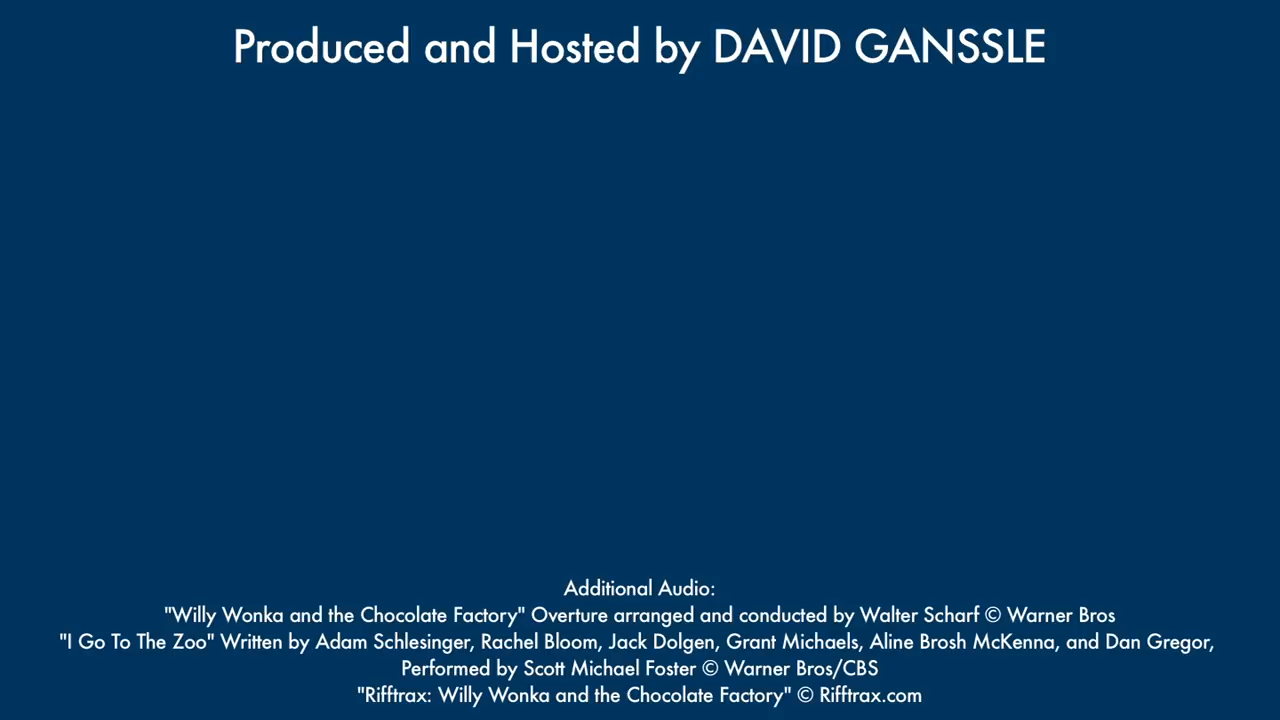 Produced and Hosted by DAVID GANSSLE
Additional Audio:
"Willy Wonka and the Chocolate Factory" Overture arranged and conducted by Walter Scharf © Warner Bros
"I Go To The Zoo" Written by Adam Schlesinger, Rachel Bloom, Jack Dolgen, Grant Michaels, Aline Brosh McKenna, and Dan Gregor,
Performed by Scott Michael Foster © Warner Bros/CBS
"Rifftrax: Willy Wonka and the Chocolate Factory" © Rifftrax.com